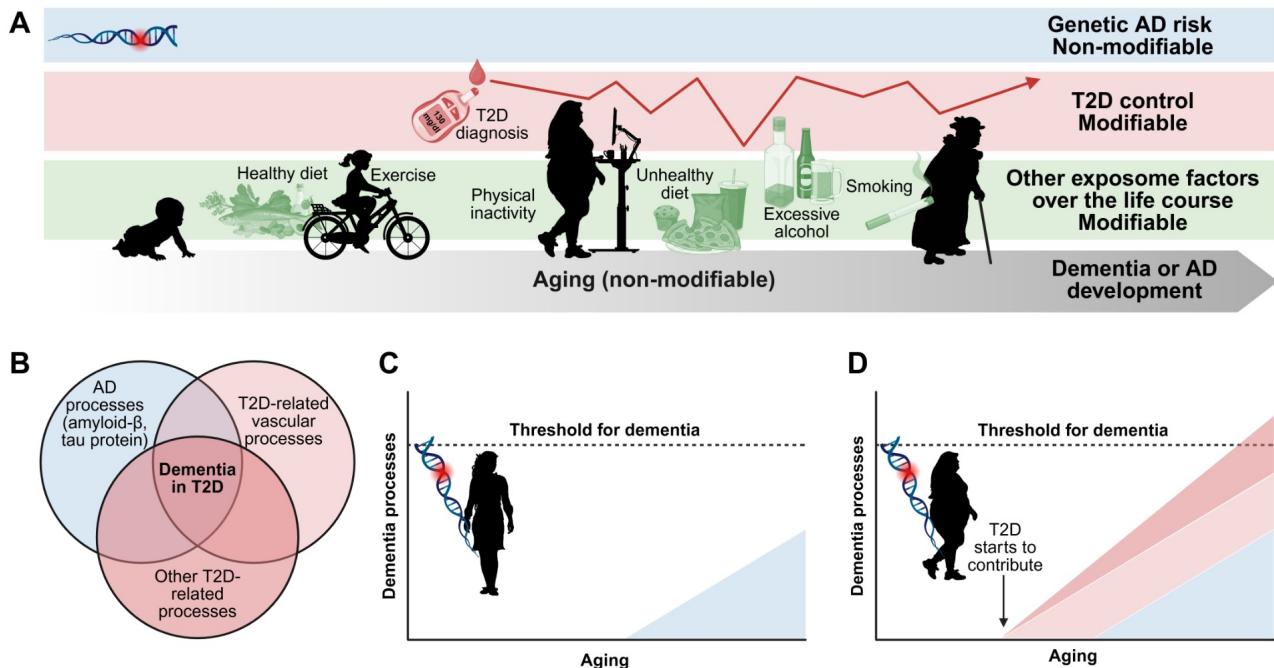 A
Genetic AD risk
Non-modifiable
130
mg/dl
T2D
diagnosis
T2D control
Modifiable
Healthy diet
Exercise
Physical
inactivity
Unhealthy
diet
Excessive
alcohol
Smoking
Other exposome factors
over the life course
Modifiable
Aging (non-modifiable)
Dementia or AD
development
B
AD
processes
(amyloid-β,
tau protein)
T2D-related
vascular
processes
Dementia
in T2D
Other T2D-
related
processes
C
Dementia processes
Threshold for dementia
Aging
D
Dementia processes
Threshold for dementia
T2D
starts to
contribute
Aging